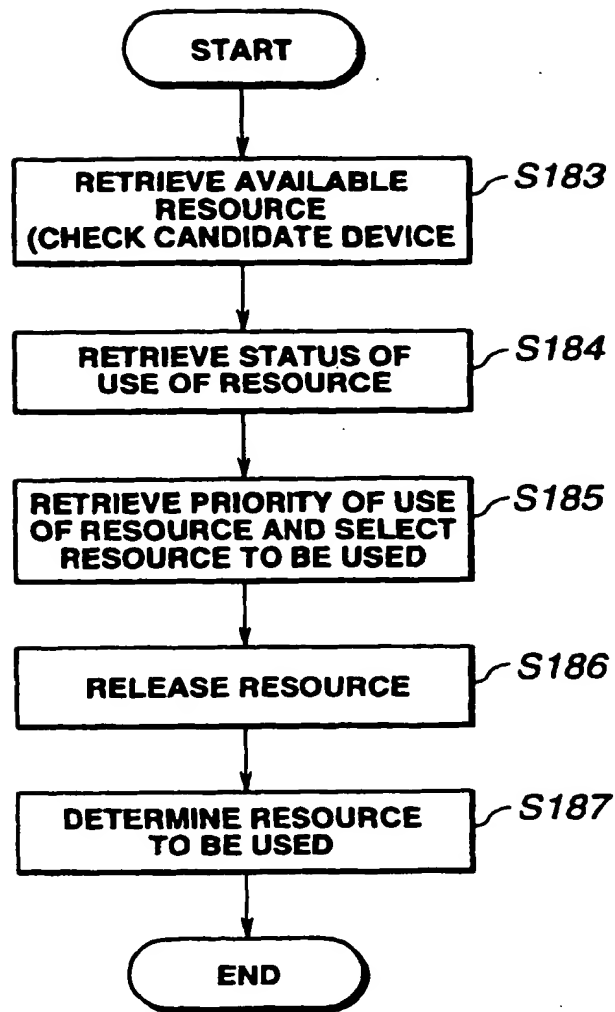 START
RETRIEVE AVAILABLE
RESOURCE
(CHECK CANDIDATE DEVICE
S183
RETRIEVE STATUS OF
USE OF RESOURCE
S184
RETRIEVE PRIORITY OF USE
OF RESOURCE AND SELECT
RESOURCE TO BE USED
S185
RELEASE RESOURCE
S186
DETERMINE RESOURCE
TO BE USED
S187
END